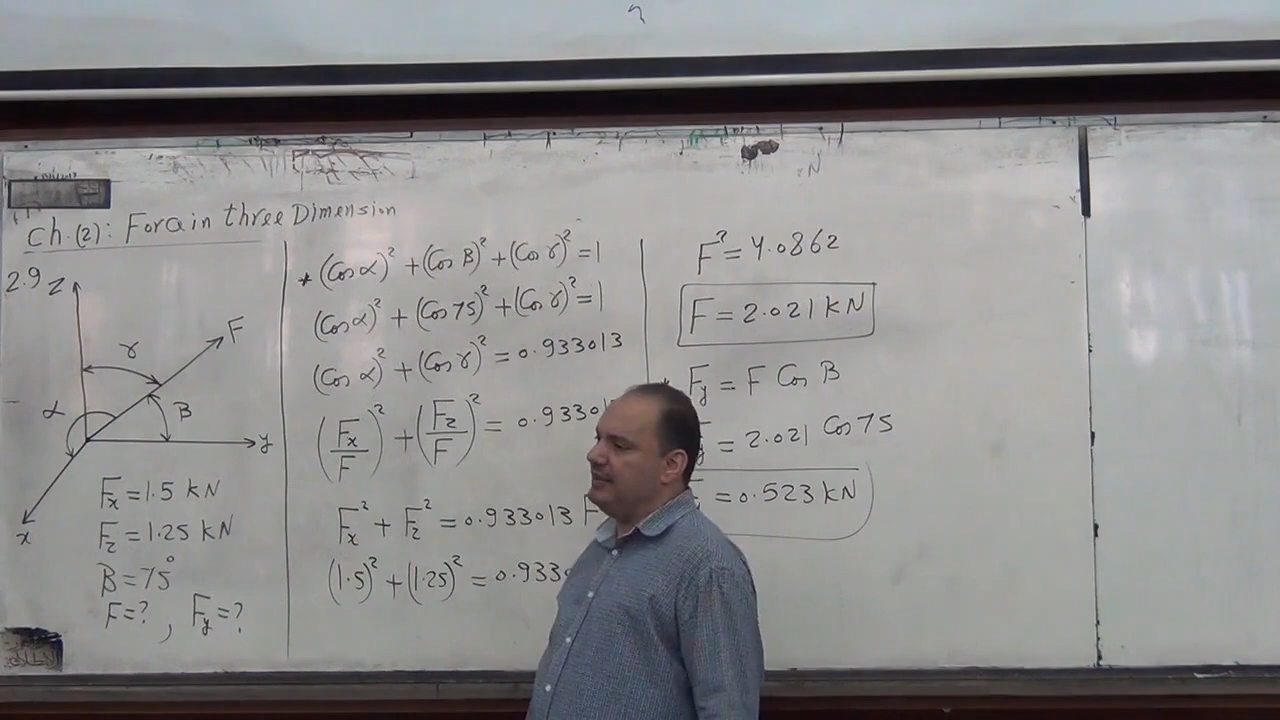 Ch.(2): Force in three Dimension
2.9
Z
F
γ
α
B
y
x
Fx = 1.5 KN
Fz = 1.25 KN
B = 75°
F = ? , Fy = ?
* (Cos α)² + (Cos B)² + (Cos γ)² = 1
(Cos α)² + (Cos 75)² + (Cos γ)² = 1
(Cos α)² + (Cos γ)² = 0.933013
(Fx/F)² + (Fz/F)² = 0.93301
Fx² + Fz² = 0.933013 F
(1.5)² + (1.25)² = 0.933
F² = 4.0862
F = 2.021 KN
Fy = F Cos B
= 2.021 Cos 75
= 0.523 KN